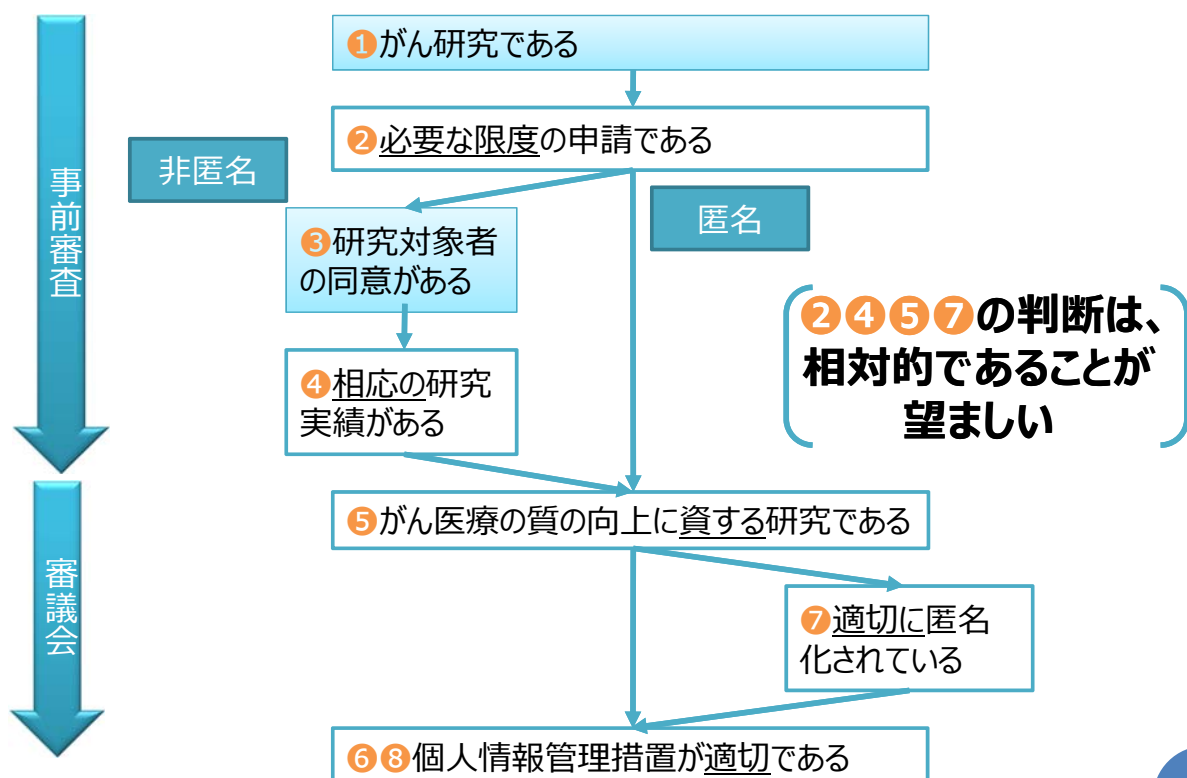 ❶がん研究である
❷必要な限度の申請である
非匿名
匿名
事前審査
❸研究対象者
の同意がある
❹相応の研究
実績がある
❷❹❺❼の判断は、
相対的であることが
望ましい
❺がん医療の質の向上に資する研究である
審議会
❼適切に匿名
化されている
❻❽個人情報管理措置が適切である